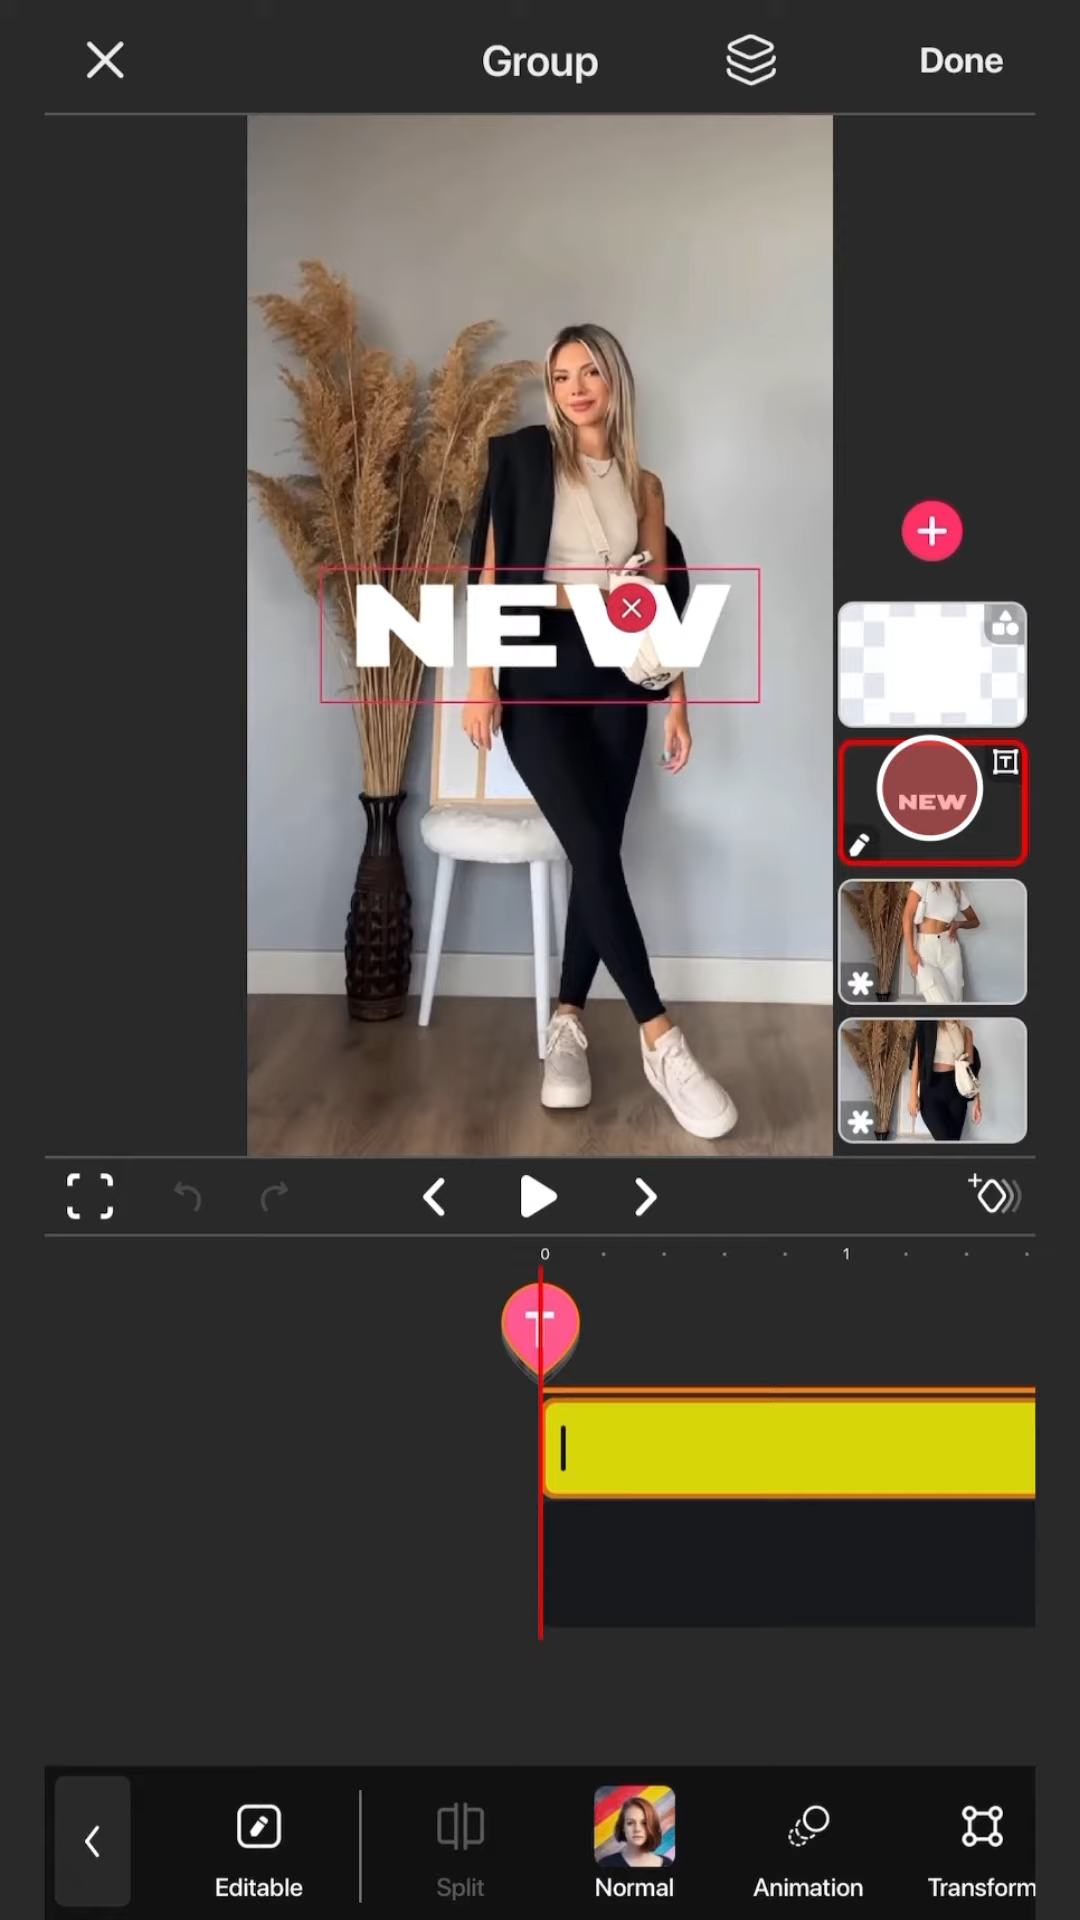 Group
Done
NEW
T
NEW
0
1
T
Editable
Split
Normal
Animation
Transform